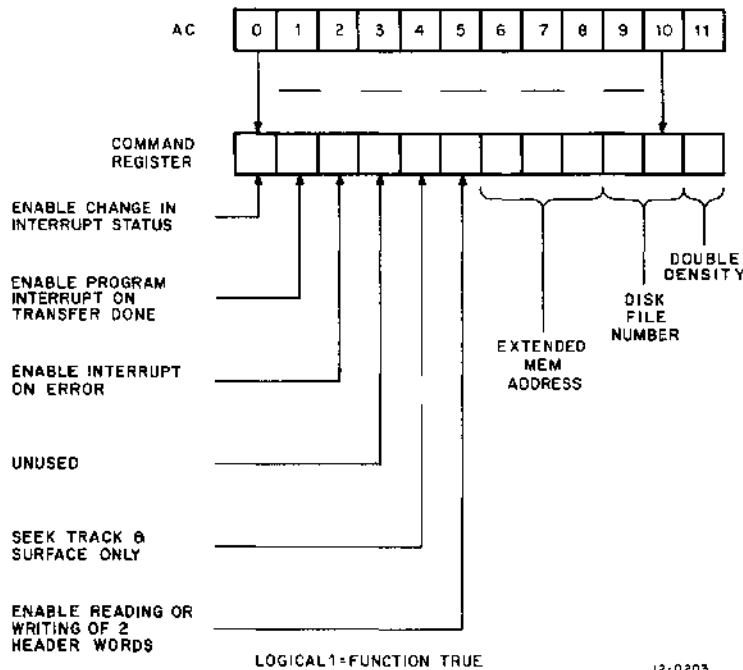 AC 0 1 2 3 4 5 6 7 8 9 10 11
COMMAND
REGISTER
ENABLE CHANGE IN
INTERRUPT STATUS
ENABLE PROGRAM
INTERRUPT ON
TRANSFER DONE
ENABLE INTERRUPT
ON ERROR
UNUSED
SEEK TRACK &
SURFACE ONLY
ENABLE READING OR
WRITING OF 2
HEADER WORDS
EXTENDED
MEM
ADDRESS
DISK
FILE
NUMBER
DOUBLE
DENSITY
LOGICAL 1 = FUNCTION TRUE
12-0203